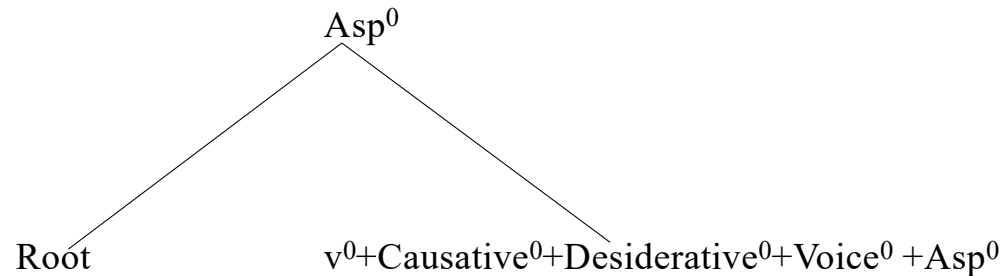 Asp⁰
Root v⁰+Causative⁰+Desiderative⁰+Voice⁰ +Asp⁰